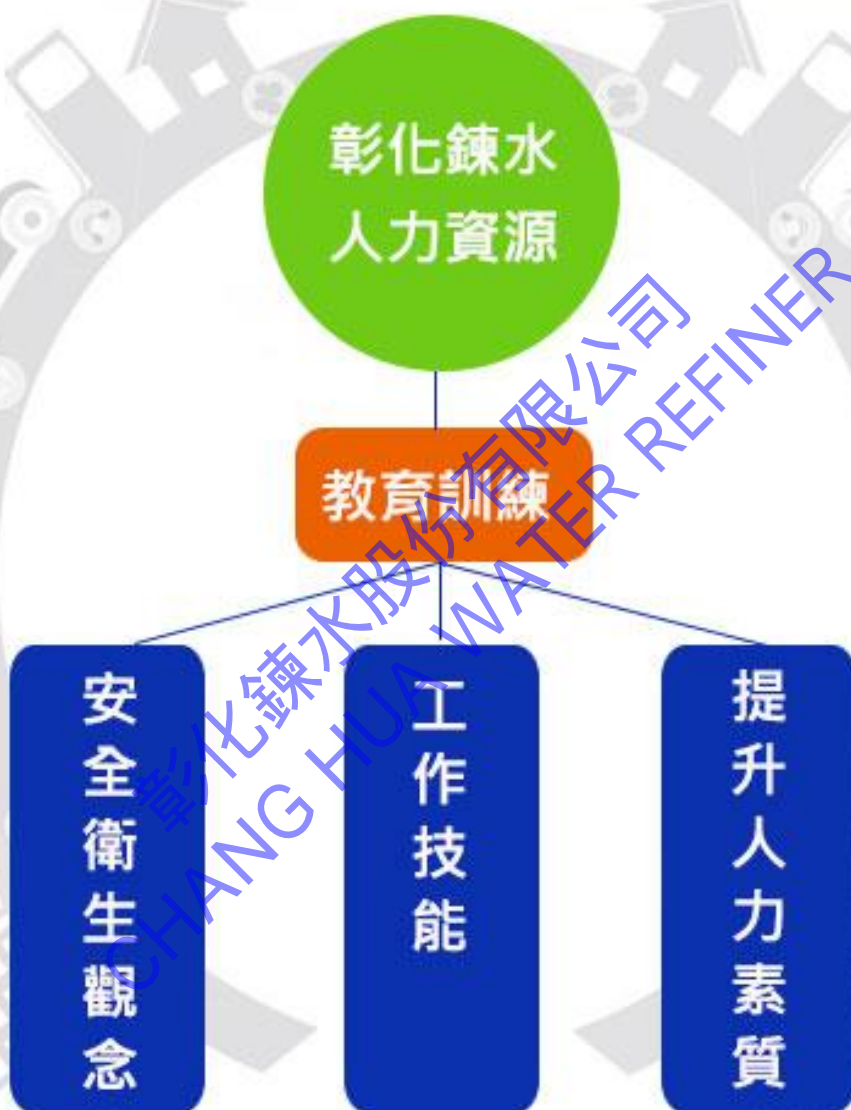 彰化鍊水
人力資源
教育訓練
安全衛生觀念
工作技能
提升人力素質
彰化鍊水股份有限公司
CHANG HUA WATER REFINER